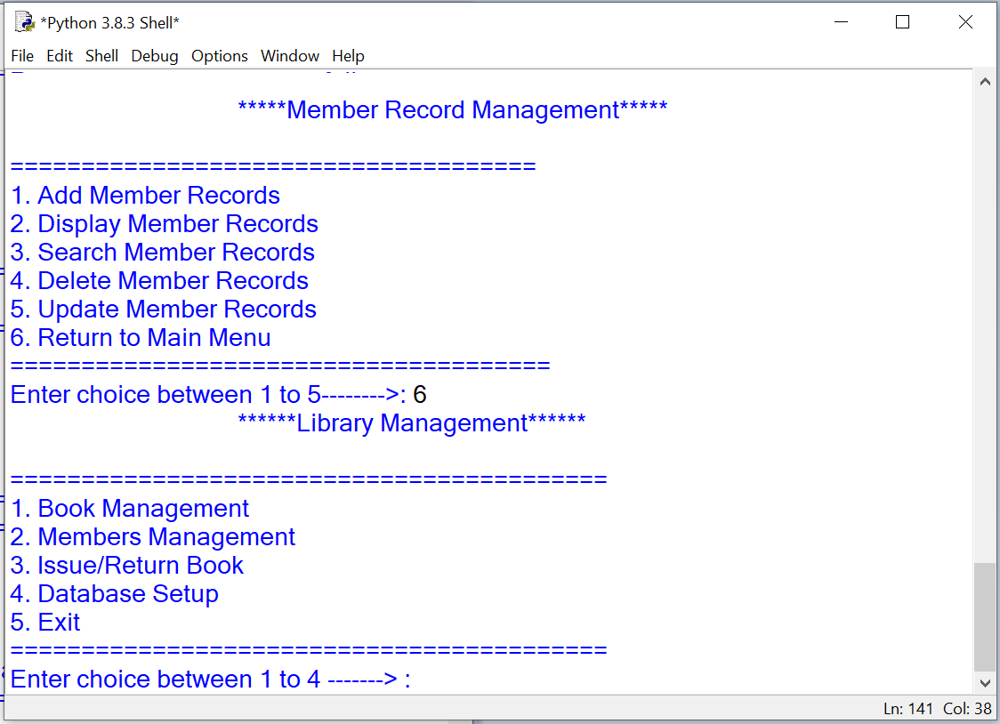 *Python 3.8.3 Shell*
File Edit Shell Debug Options Window Help
*****Member Record Management*****
=====================================
1. Add Member Records
2. Display Member Records
3. Search Member Records
4. Delete Member Records
5. Update Member Records
6. Return to Main Menu
======================================
Enter choice between 1 to 5-------->: 6
******Library Management******
==========================================
1. Book Management
2. Members Management
3. Issue/Return Book
4. Database Setup
5. Exit
==========================================
Enter choice between 1 to 4 -------> :
Ln: 141 Col: 38